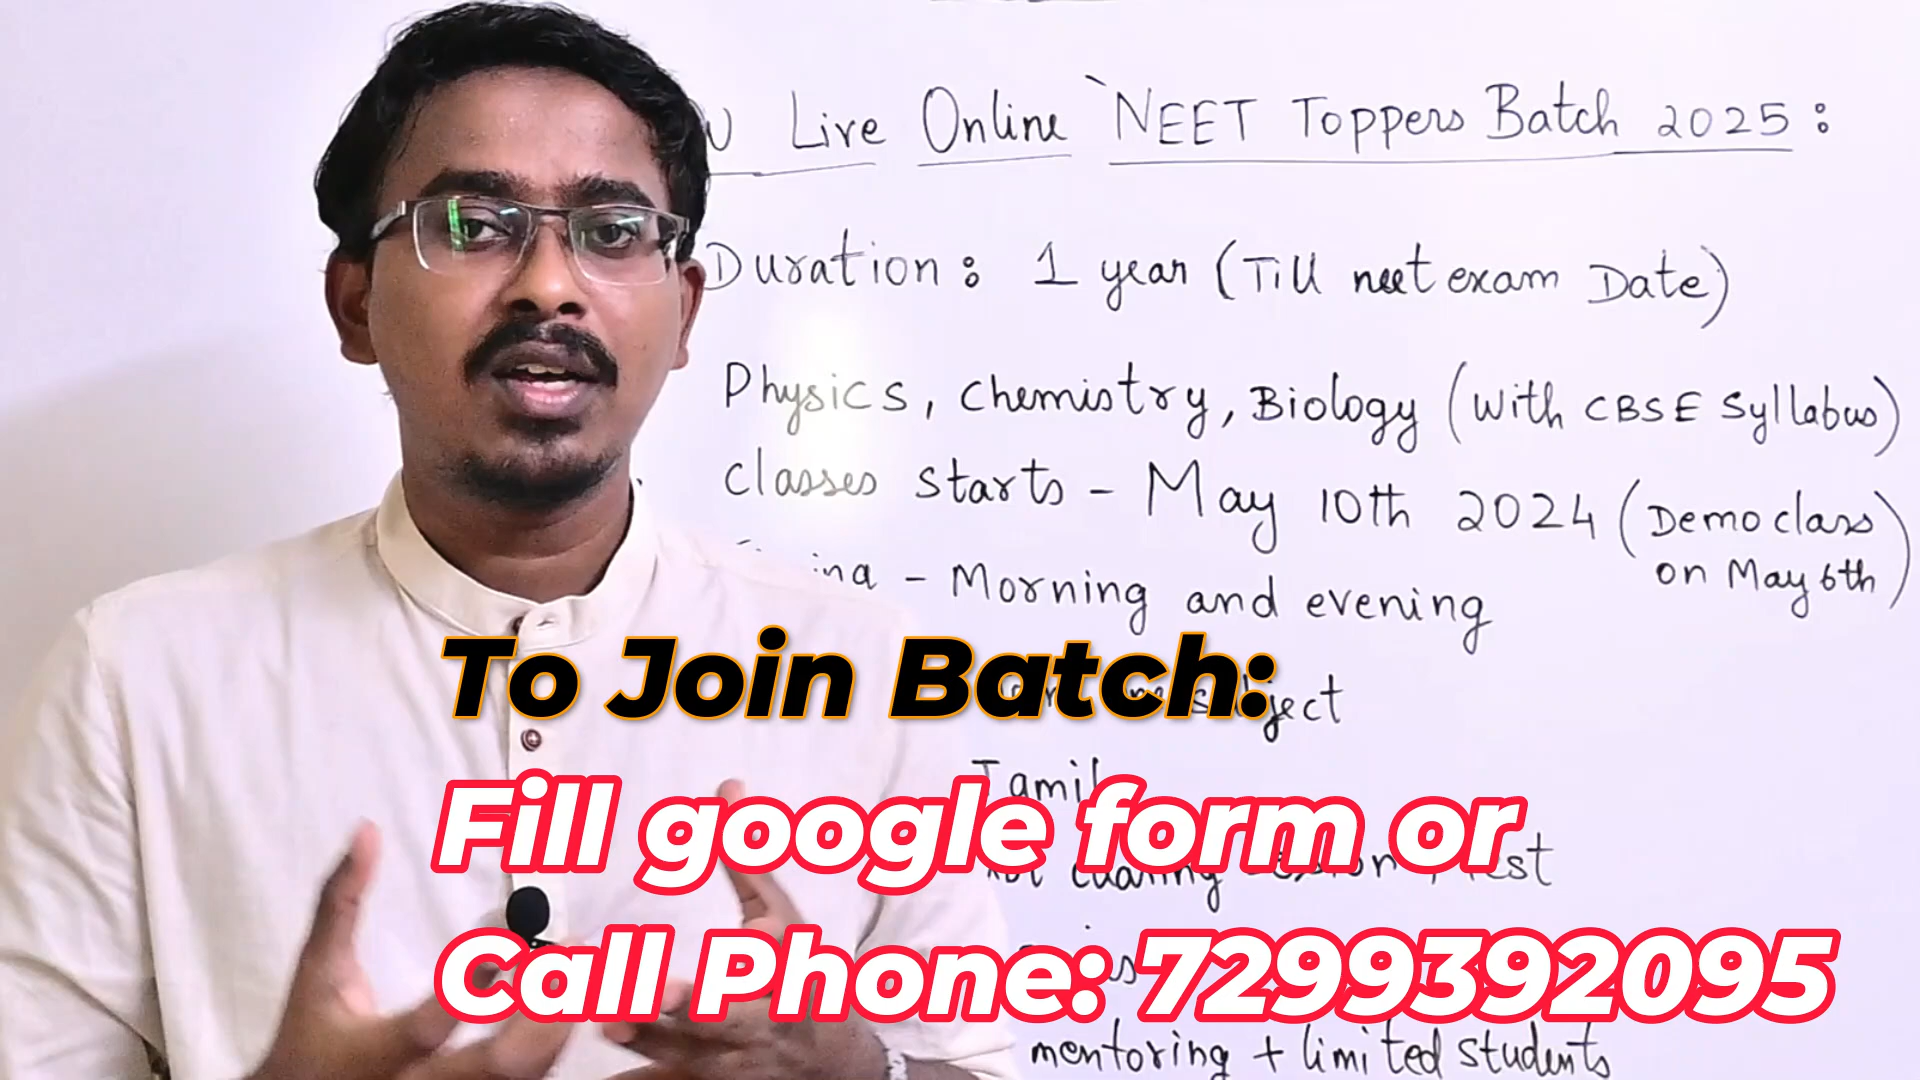 Live Online `NEET Toppers Batch 2025 :
Duration : 1 year (Till neet exam Date)
Physics, Chemistry, Biology (With CBSE Syllabus)
Classes starts - May 10th 2024 (Demo class
on May 6th)
- Morning and evening
To Join Batch:
Tamil
Fill google form or
Call Phone: 7299392095
mentoring + limited students